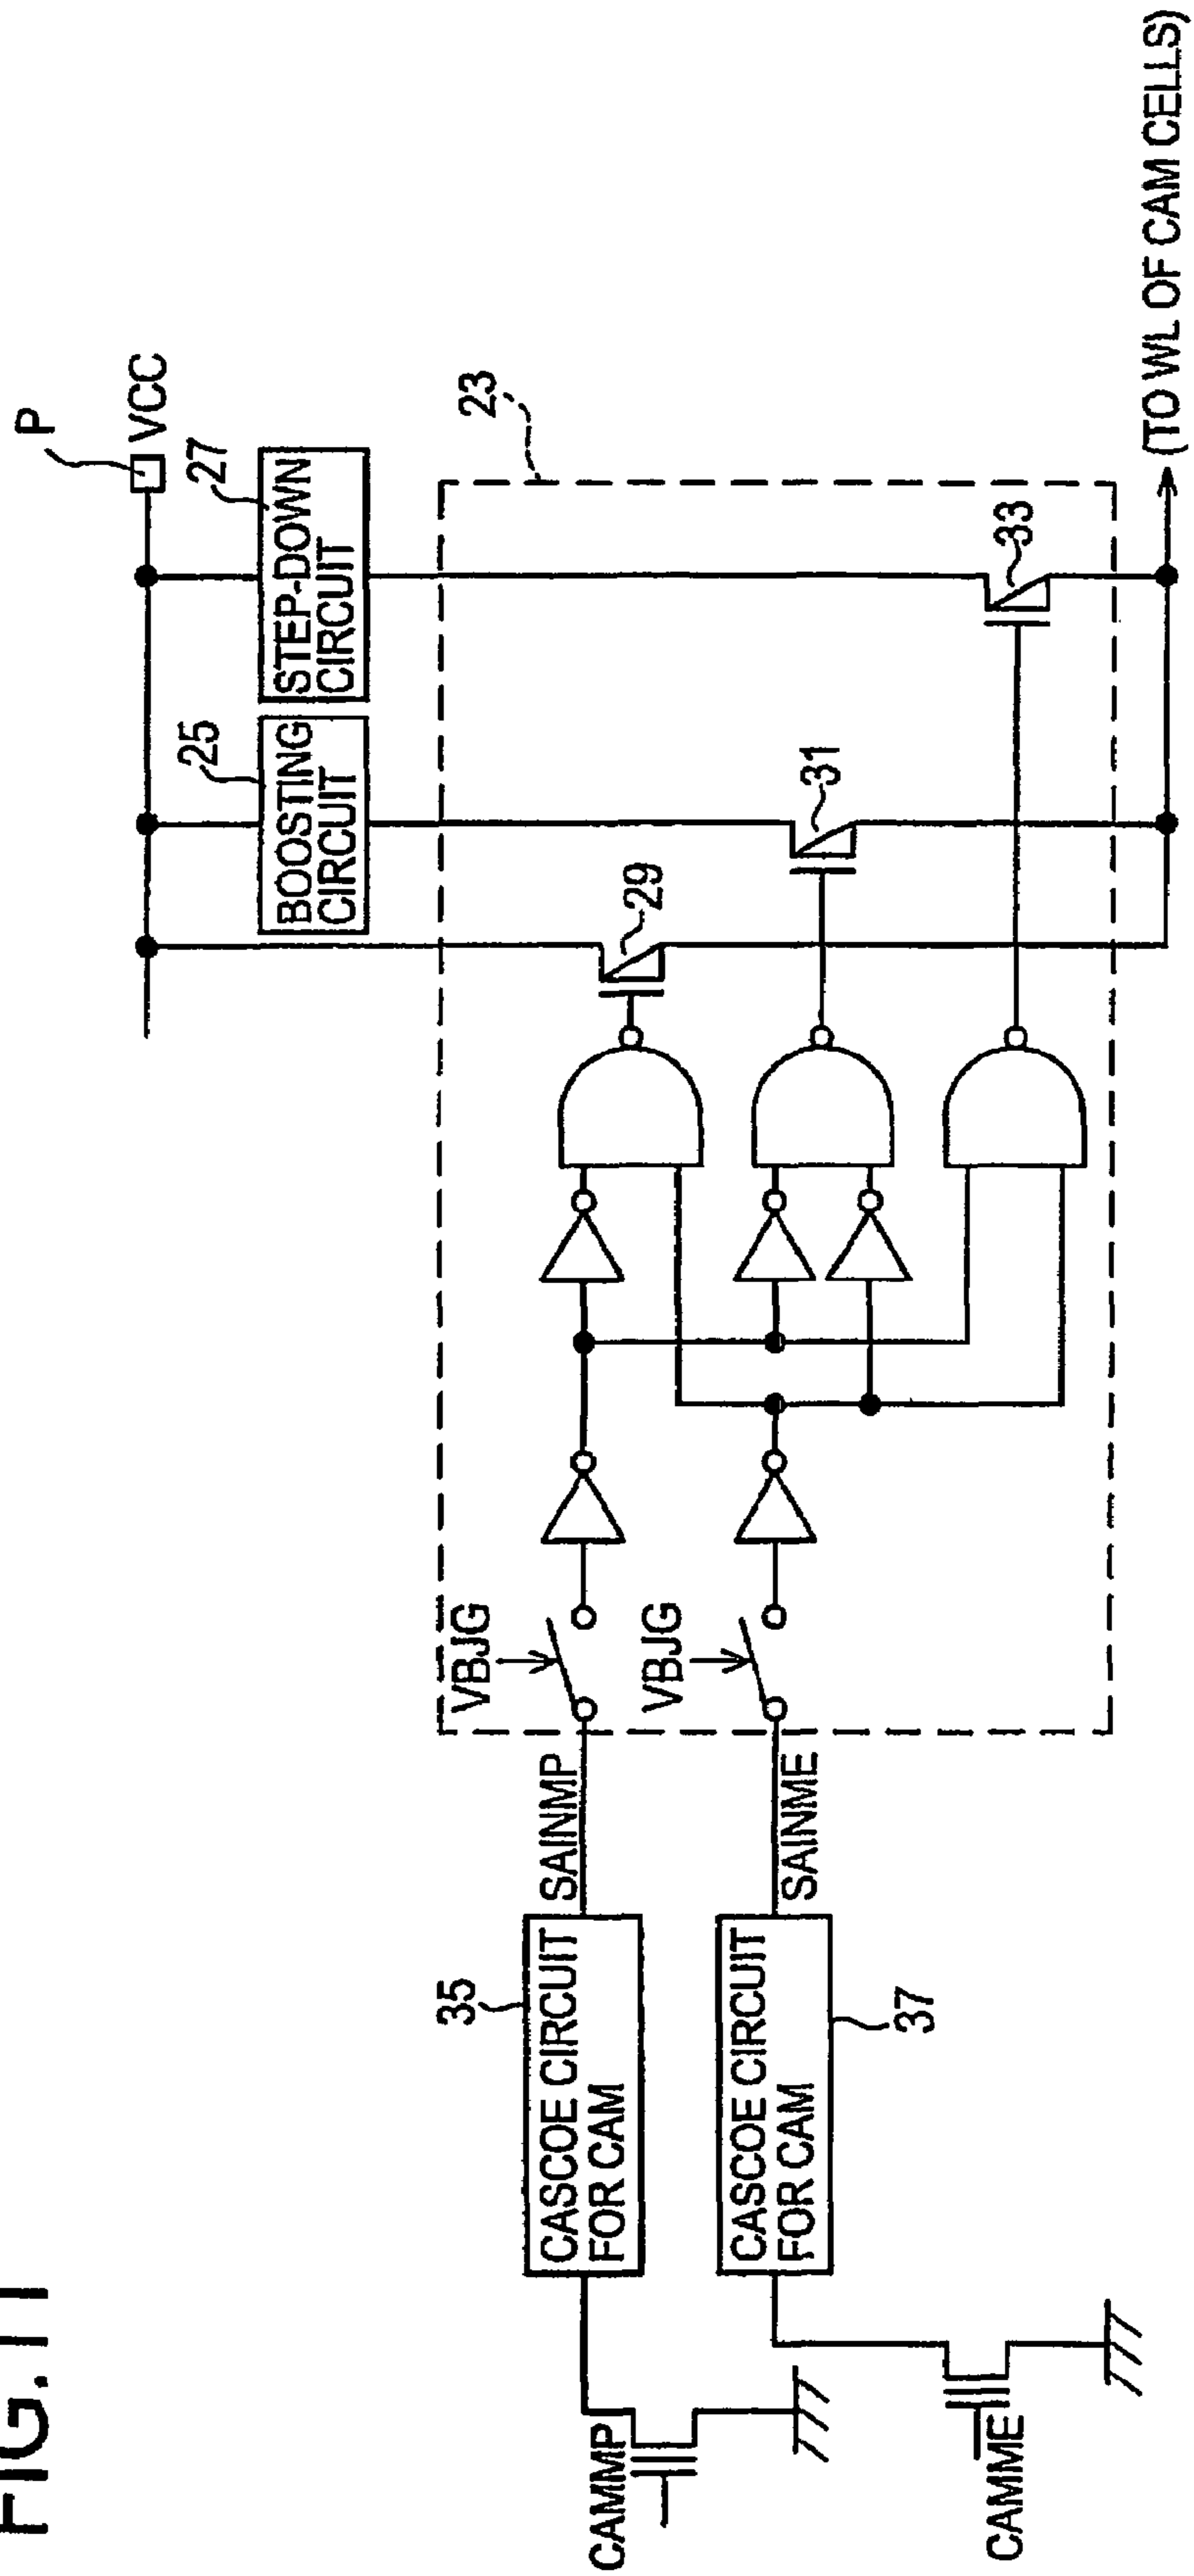 FIG.11
P
VCC
25
BOOSTING
CIRCUIT
27
STEP-DOWN
CIRCUIT
23
29
31
33
VBJG
VBJG
SAINMP
SAINME
35
CASCOE CIRCUIT
FOR CAM
CASCOE CIRCUIT
FOR CAM
37
CAMMP
CAMME
(TO WL OF CAM CELLS)